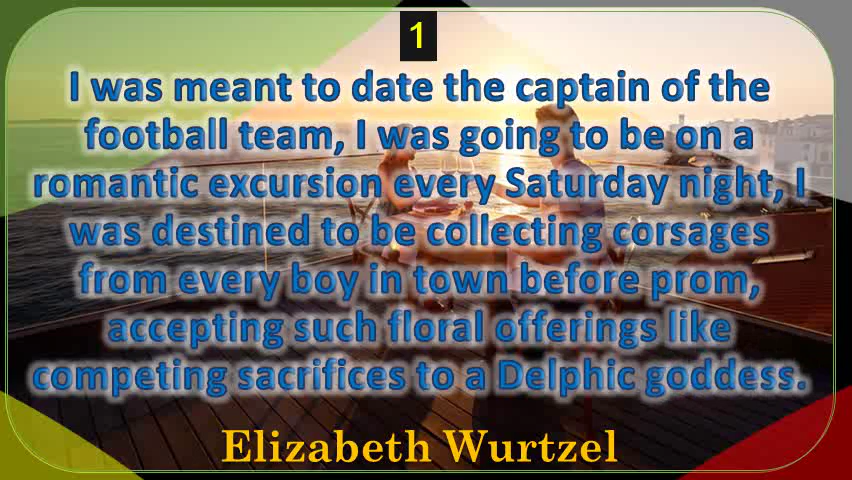 1
I was meant to date the captain of the
football team, I was going to be on a
romantic excursion every Saturday night, I
was destined to be collecting corsages
from every boy in town before prom,
accepting such floral offerings like
competing sacrifices to a Delphic goddess.
Elizabeth Wurtzel